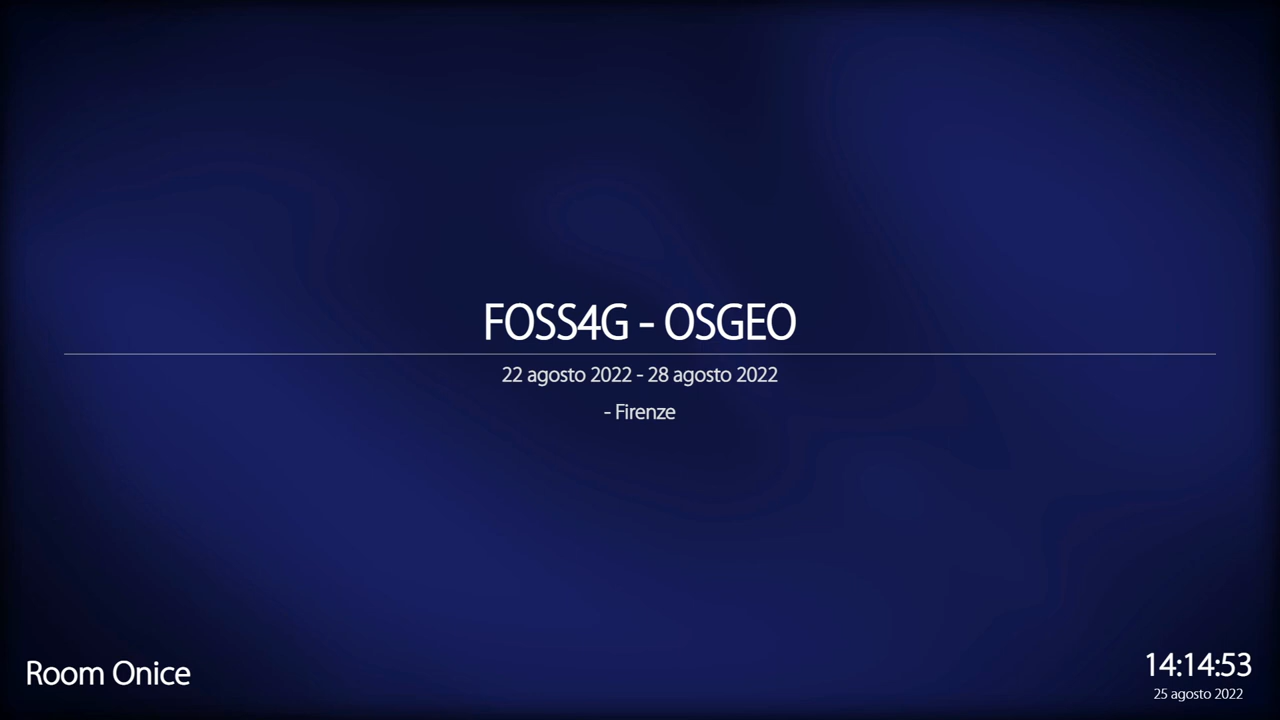 FOSS4G - OSGEO
22 agosto 2022 - 28 agosto 2022
- Firenze
Room Onice
14:14:53
25 agosto 2022